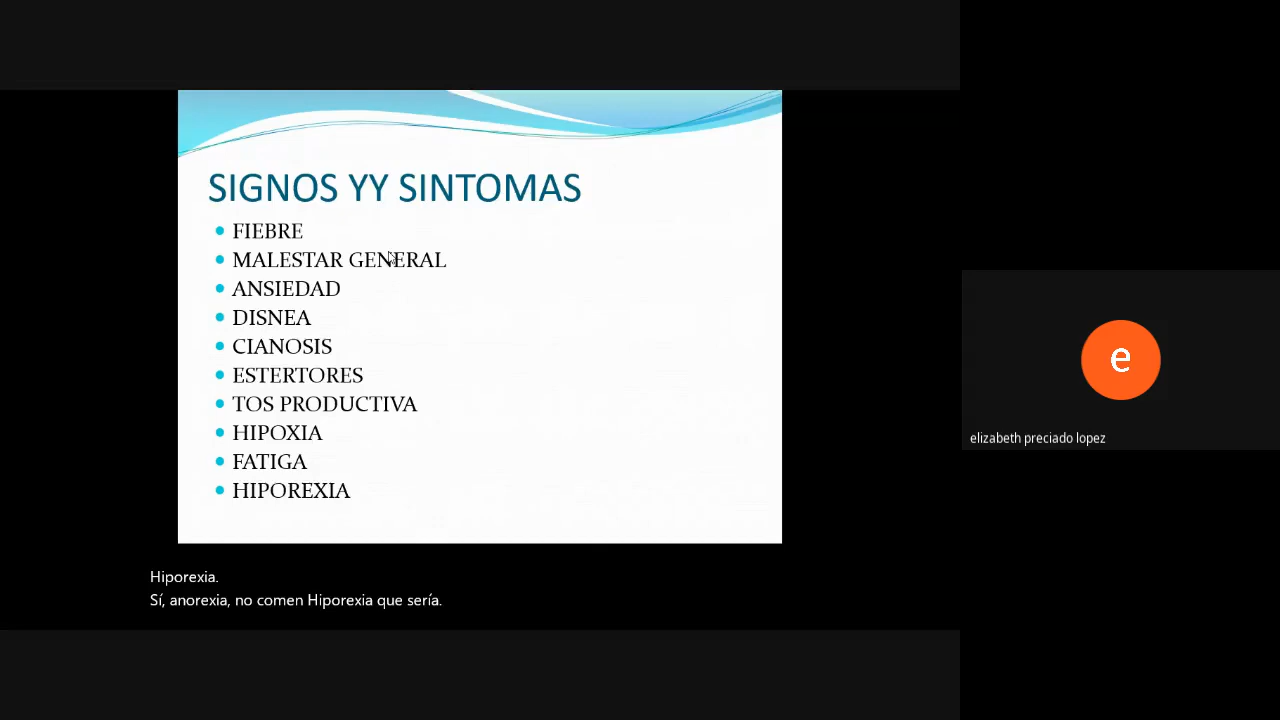 SIGNOS YY SINTOMAS
FIEBRE
MALESTAR GENERAL
ANSIEDAD
DISNEA
CIANOSIS
ESTERTORES
TOS PRODUCTIVA
HIPOXIA
FATIGA
HIPOREXIA
e
elizabeth preciado lopez
Hiporexia.
Sí, anorexia, no comen Hiporexia que sería.